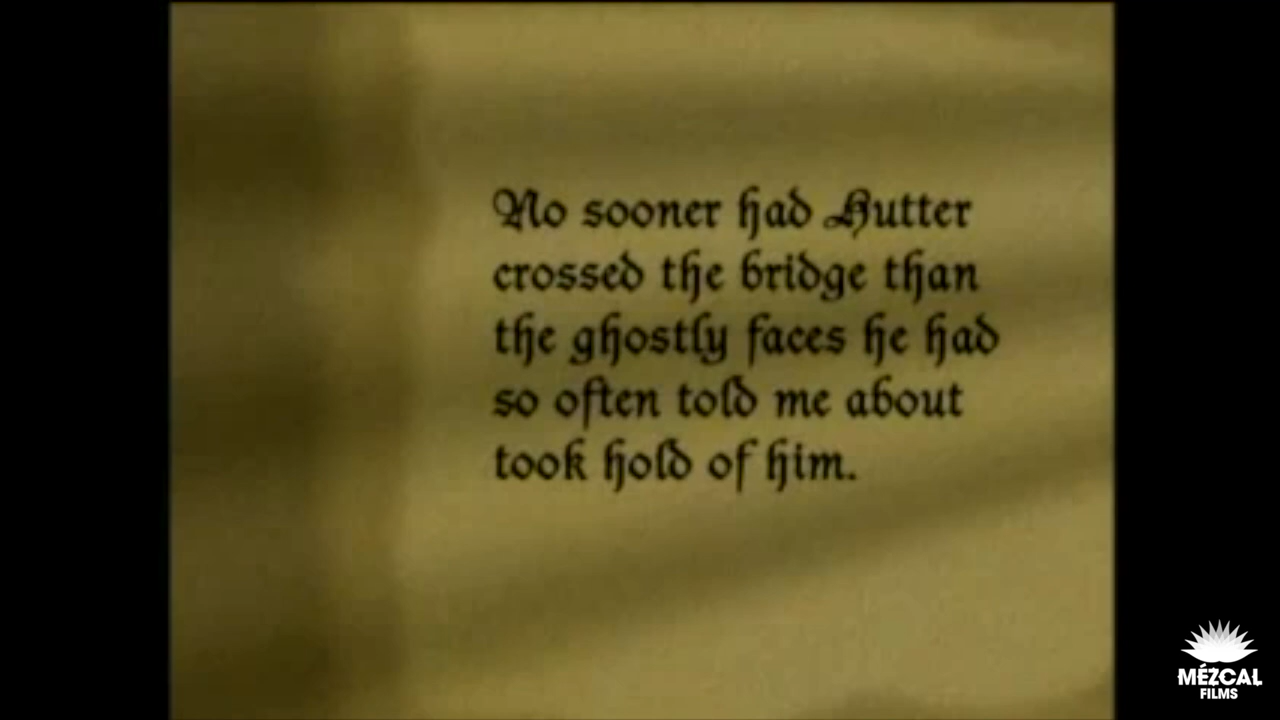 No sooner had Hutter
crossed the bridge than
the ghostly faces he had
so often told me about
took hold of him.
MÉZCAL
FILMS